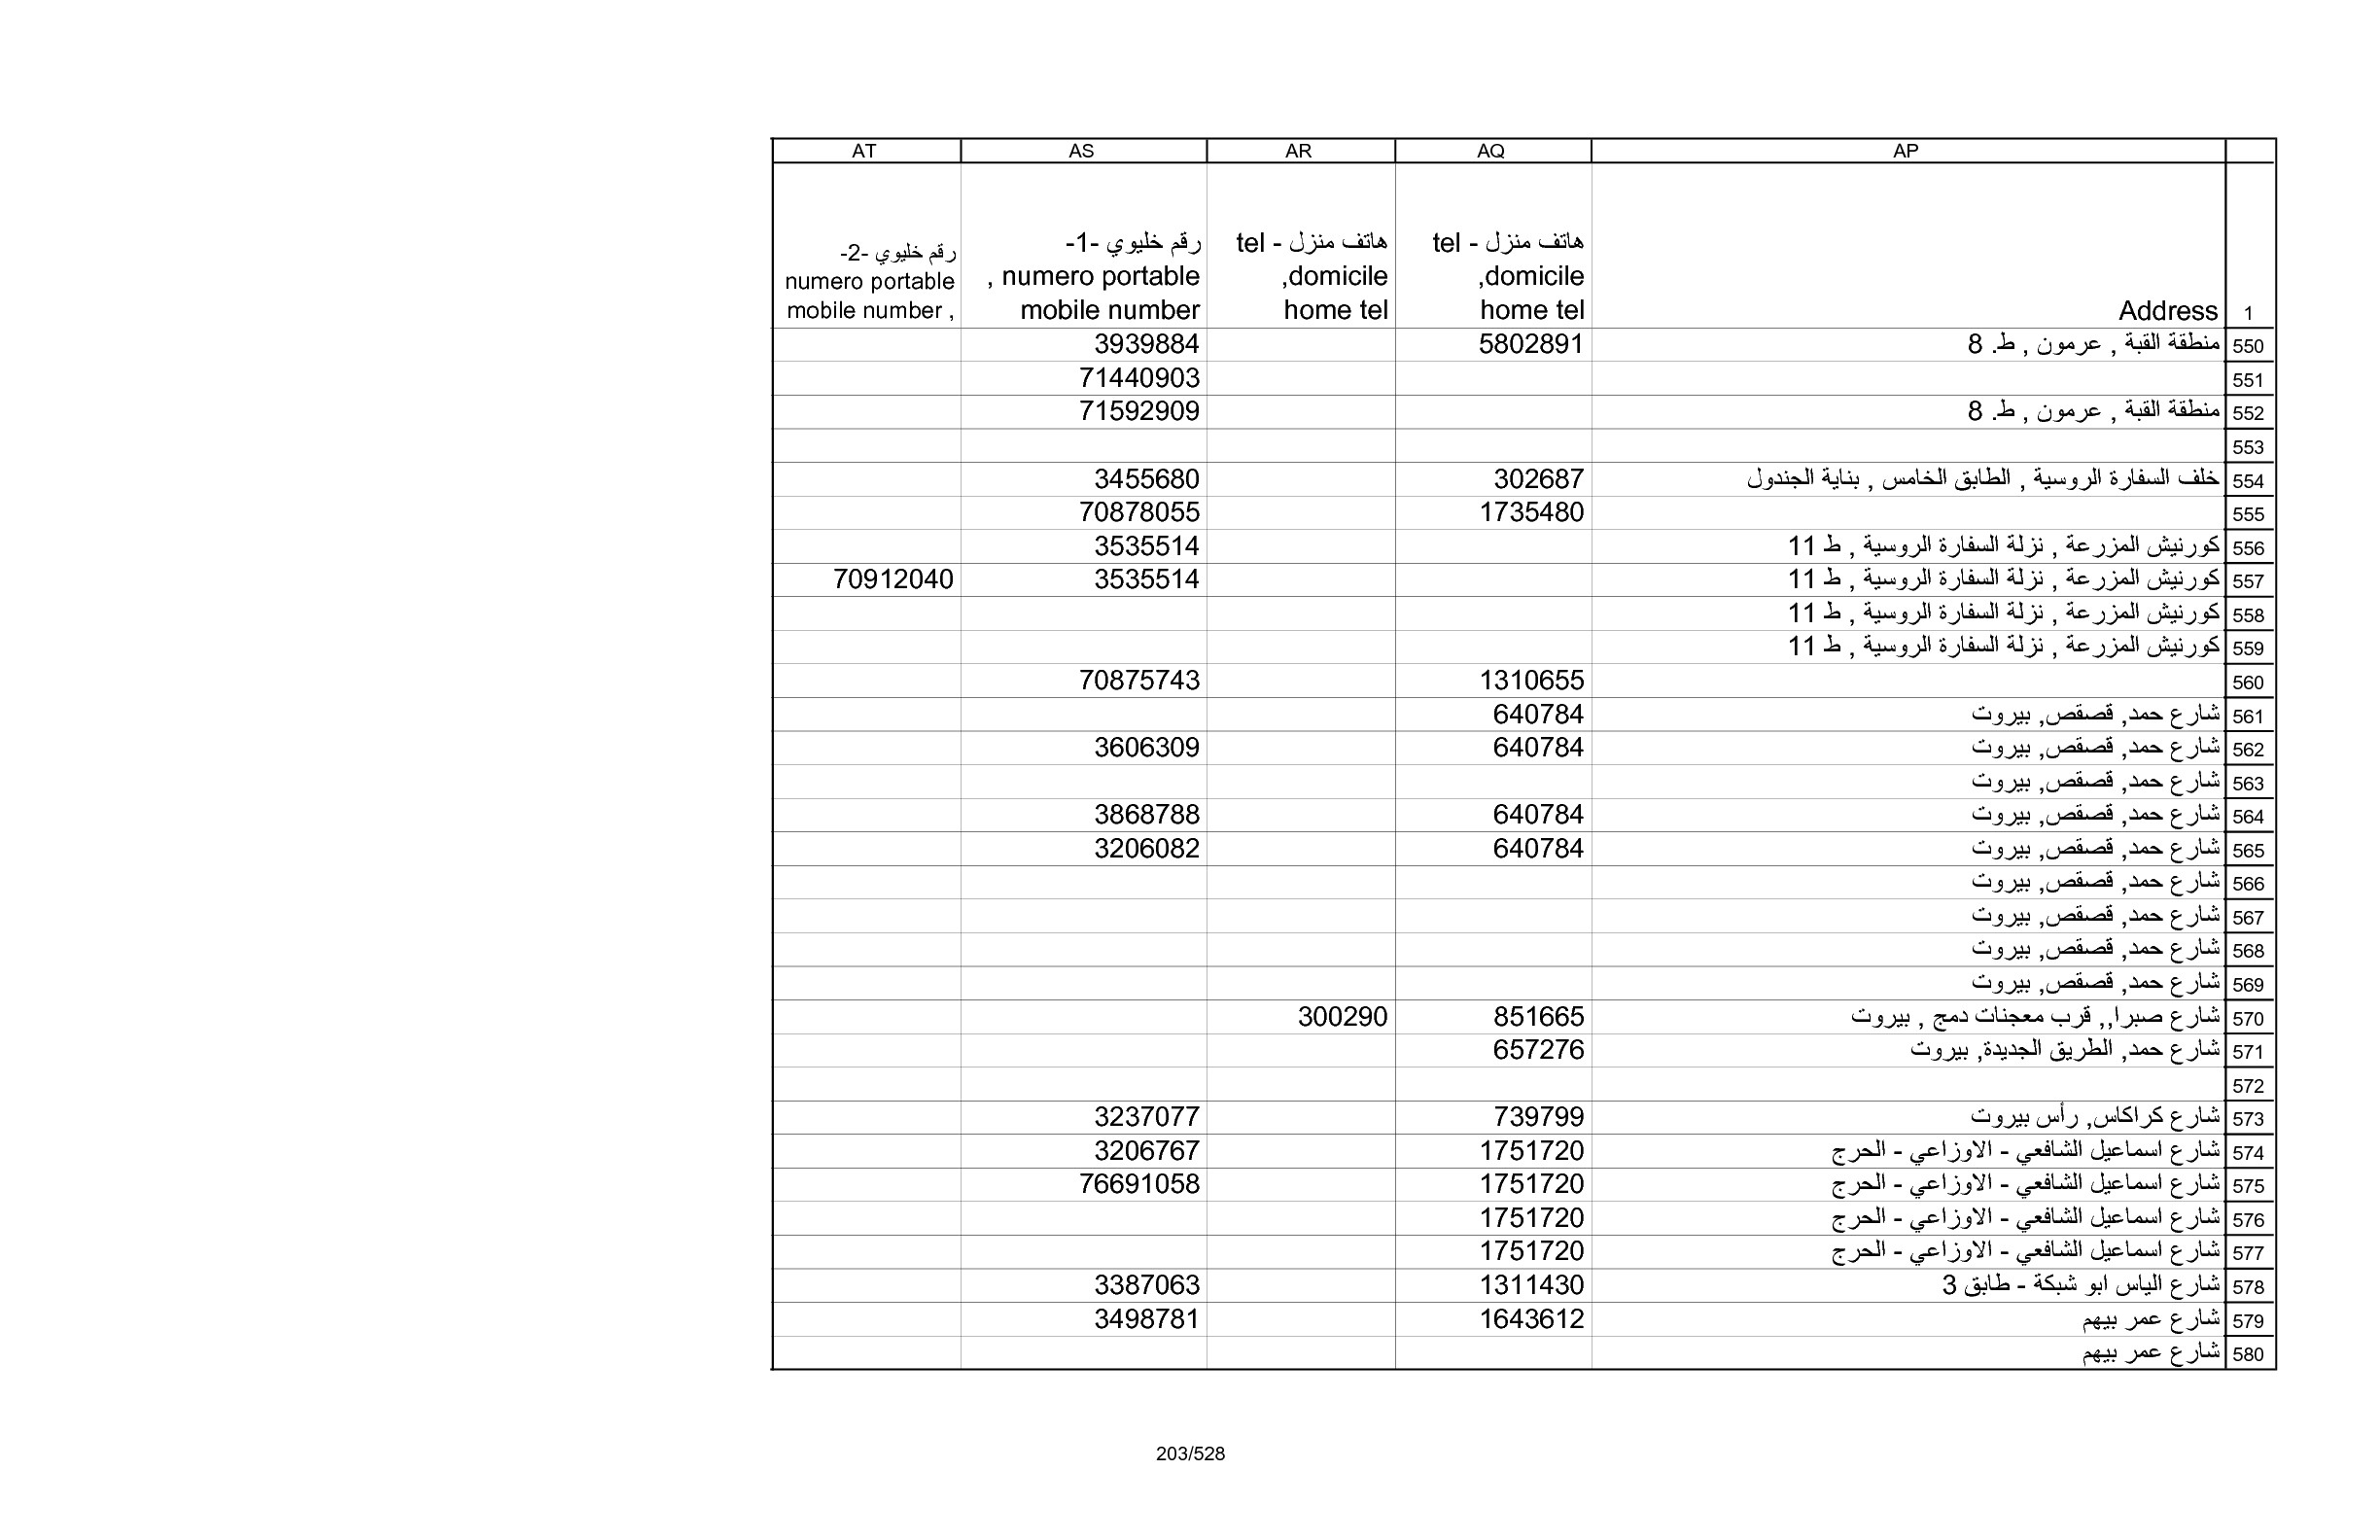 AP AQ AR AS AT
1 Address هاتف منزل - tel domicile, home tel هاتف منزل - tel domicile, home tel رقم خليوي -1- numero portable , mobile number رقم خليوي -2- numero portable mobile number ,
550 منطقة القبة , عرمون , ط. 8 5802891 3939884
551 71440903
552 منطقة القبة , عرمون , ط. 8 71592909
553
554 خلف السفارة الروسية , الطابق الخامس , بناية الجندول 302687 3455680
555 1735480 70878055
556 كورنيش المزرعة , نزلة السفارة الروسية , ط 11 3535514
557 كورنيش المزرعة , نزلة السفارة الروسية , ط 11 3535514 70912040
558 كورنيش المزرعة , نزلة السفارة الروسية , ط 11
559 كورنيش المزرعة , نزلة السفارة الروسية , ط 11
560 1310655 70875743
561 شارع حمد, قصقص, بيروت 640784
562 شارع حمد, قصقص, بيروت 640784 3606309
563 شارع حمد, قصقص, بيروت
564 شارع حمد, قصقص, بيروت 640784 3868788
565 شارع حمد, قصقص, بيروت 640784 3206082
566 شارع حمد, قصقص, بيروت
567 شارع حمد, قصقص, بيروت
568 شارع حمد, قصقص, بيروت
569 شارع حمد, قصقص, بيروت
570 شارع صبرا,, قرب معجنات دمج , بيروت 851665 300290
571 شارع حمد, الطريق الجديدة, بيروت 657276
572
573 شارع كراكاس, رأس بيروت 739799 3237077
574 شارع اسماعيل الشافعي - الاوزاعي - الحرج 1751720 3206767
575 شارع اسماعيل الشافعي - الاوزاعي - الحرج 1751720 76691058
576 شارع اسماعيل الشافعي - الاوزاعي - الحرج 1751720
577 شارع اسماعيل الشافعي - الاوزاعي - الحرج 1751720
578 شارع الياس ابو شبكة - طابق 3 1311430 3387063
579 شارع عمر بيهم 1643612 3498781
580 شارع عمر بيهم
203/528